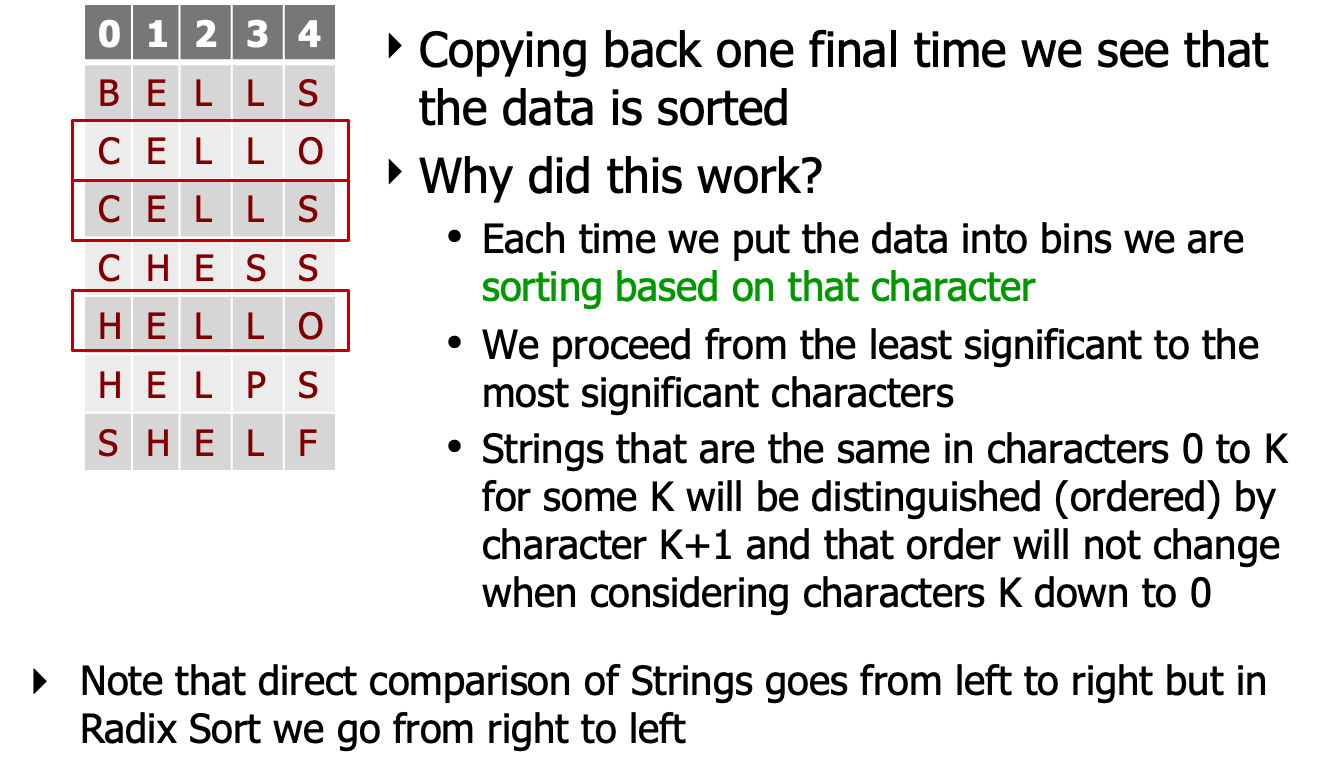 0 1 2 3 4
B E L L S
C E L L O
C E L L S
C H E S S
H E L L O
H E L P S
S H E L F
Copying back one final time we see that
the data is sorted
Why did this work?
• Each time we put the data into bins we are
sorting based on that character
• We proceed from the least significant to the
most significant characters
• Strings that are the same in characters 0 to K
for some K will be distinguished (ordered) by
character K+1 and that order will not change
when considering characters K down to 0
Note that direct comparison of Strings goes from left to right but in
Radix Sort we go from right to left